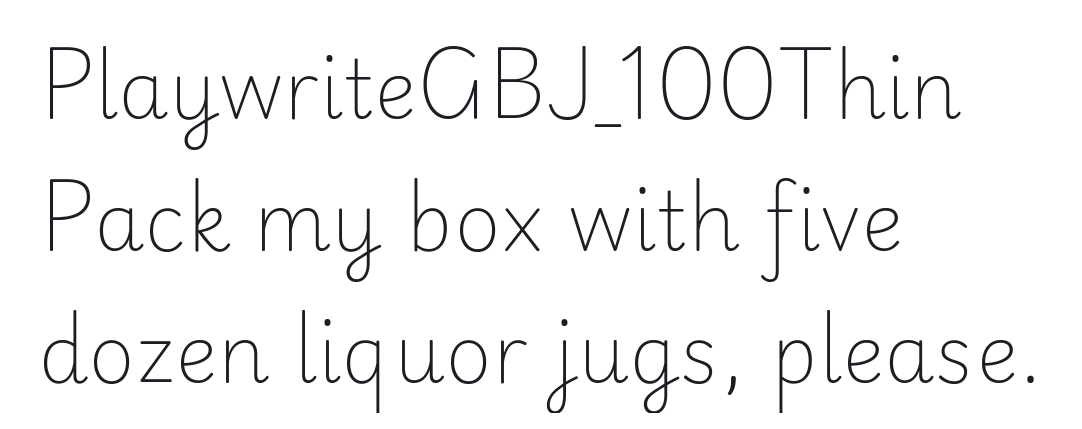 PlaywriteGBJ_100Thin
Pack my box with five
dozen liquor jugs, please.